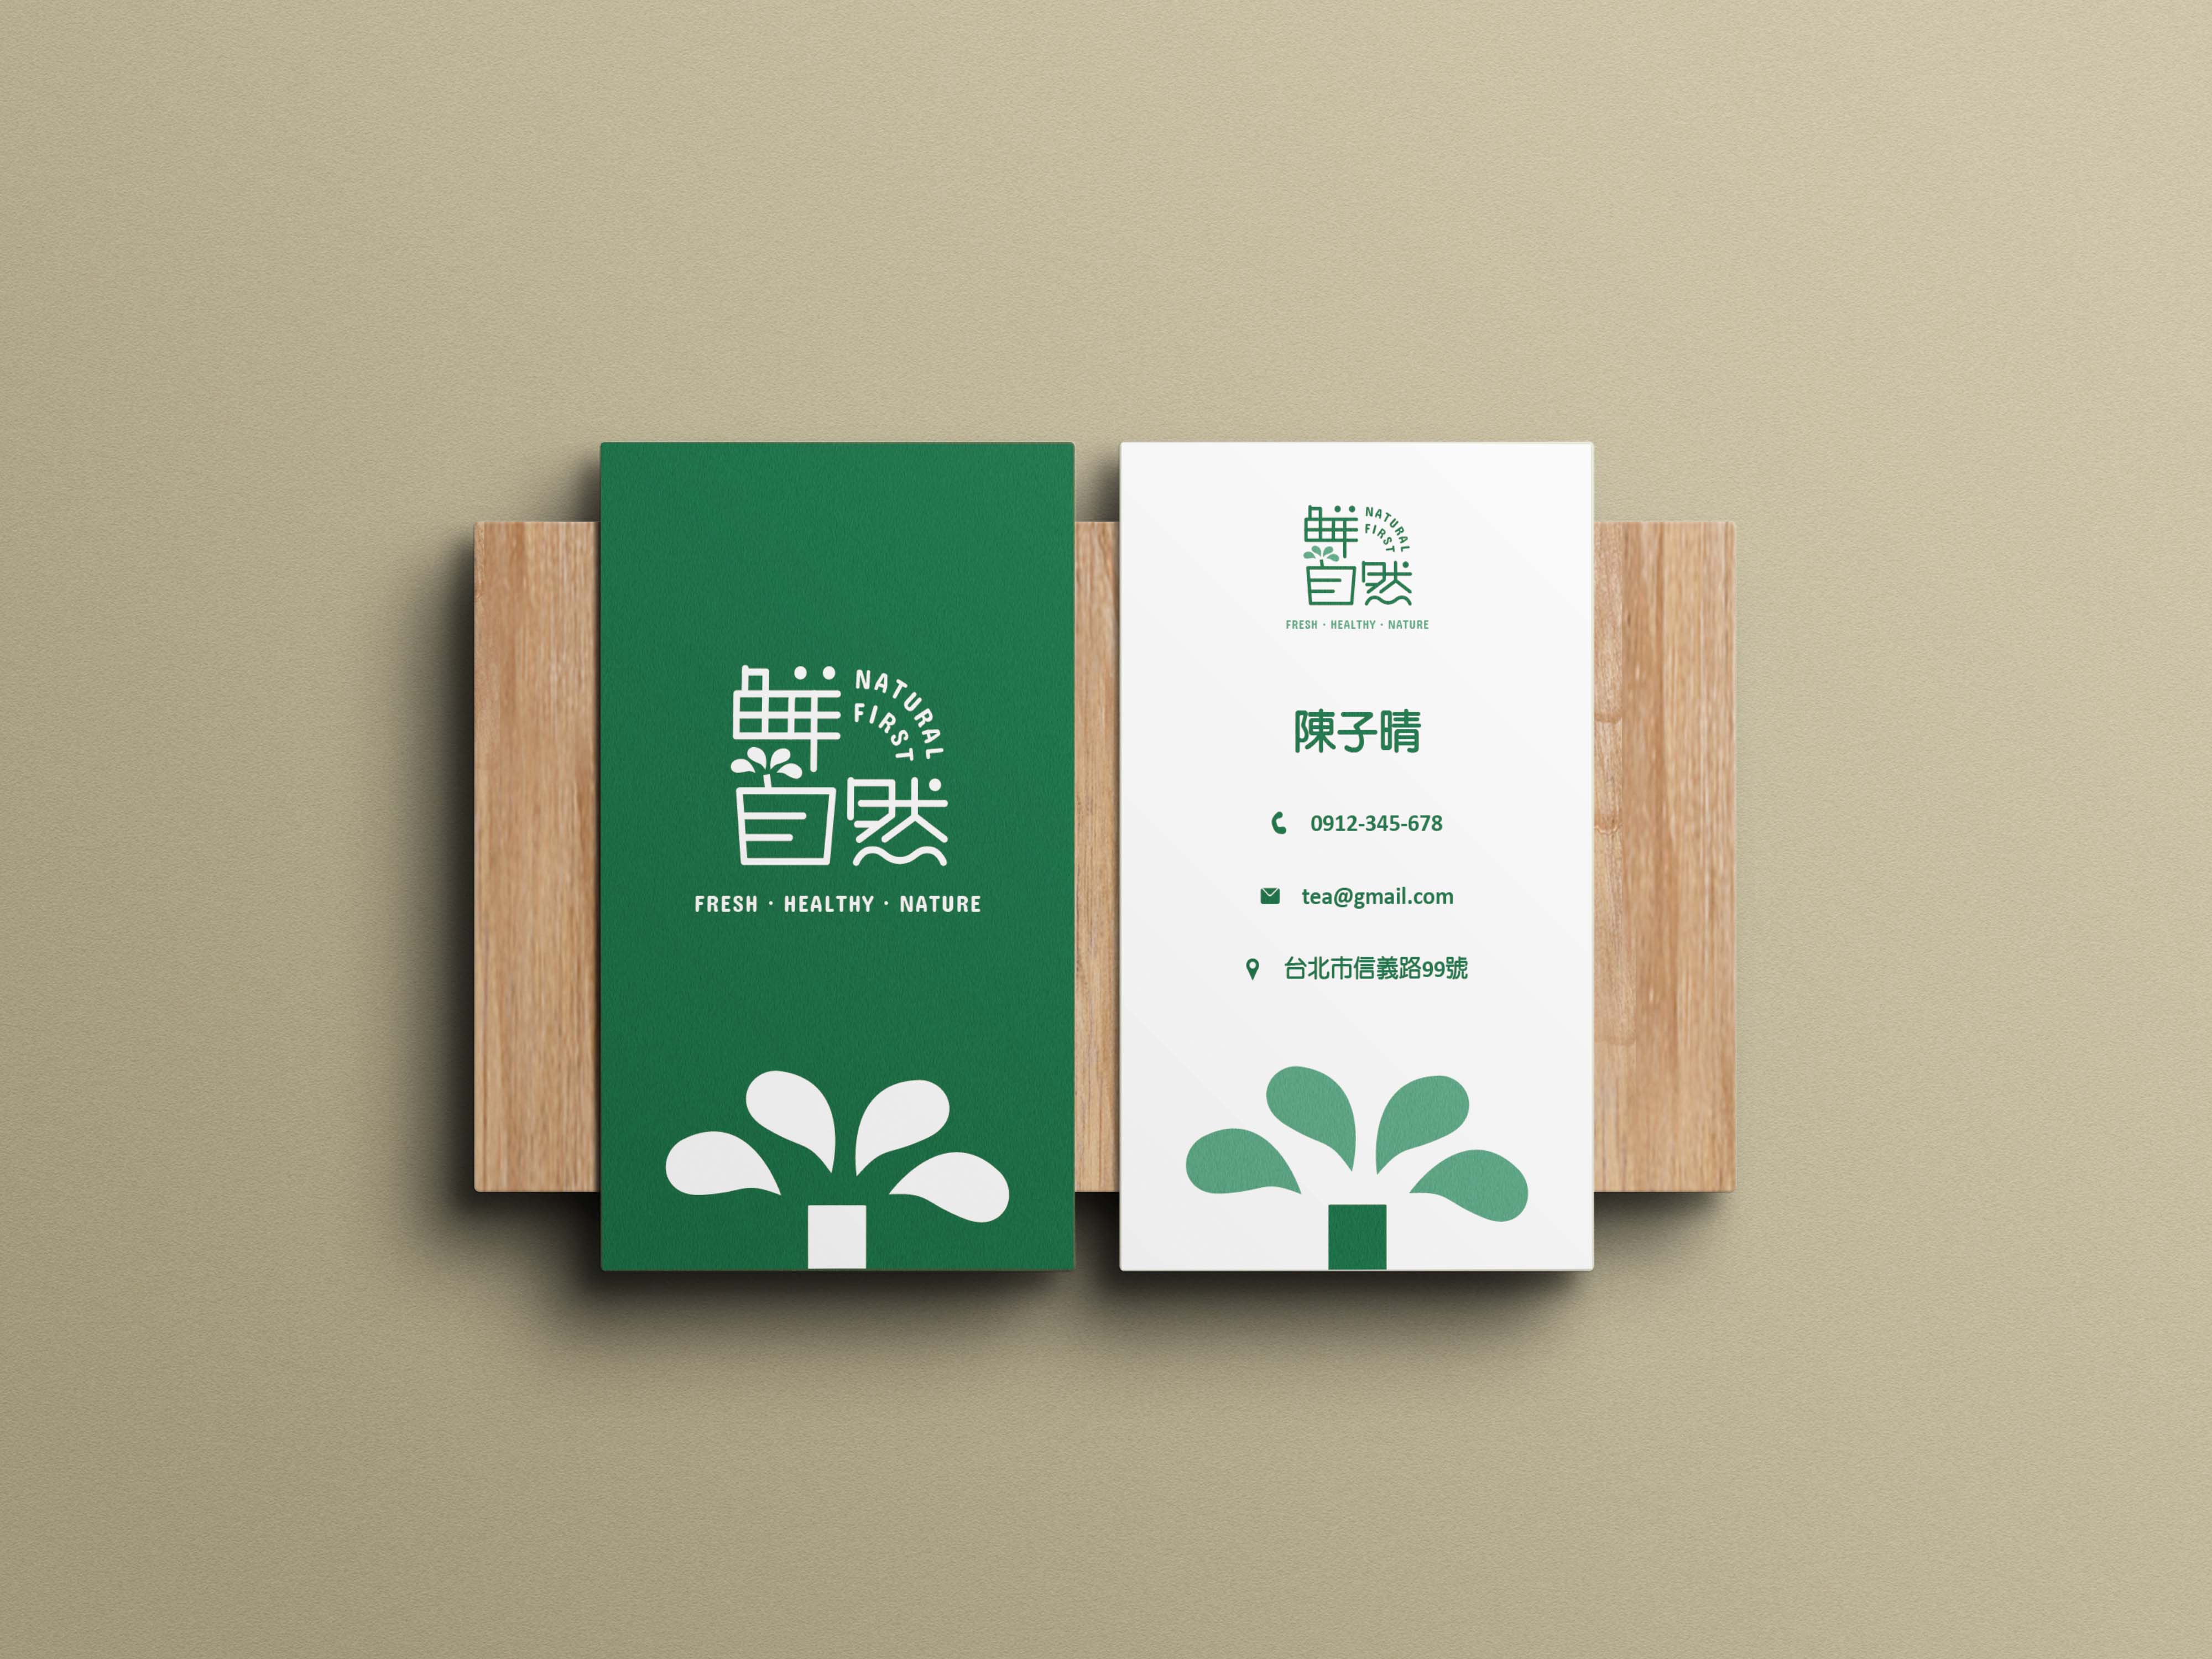 鮮
NATURAL
FIRST
自然
FRESH · HEALTHY · NATURE
鮮
NATURAL
FIRST
自然
FRESH · HEALTHY · NATURE
陳子晴
0912-345-678
tea@gmail.com
台北市信義路99號